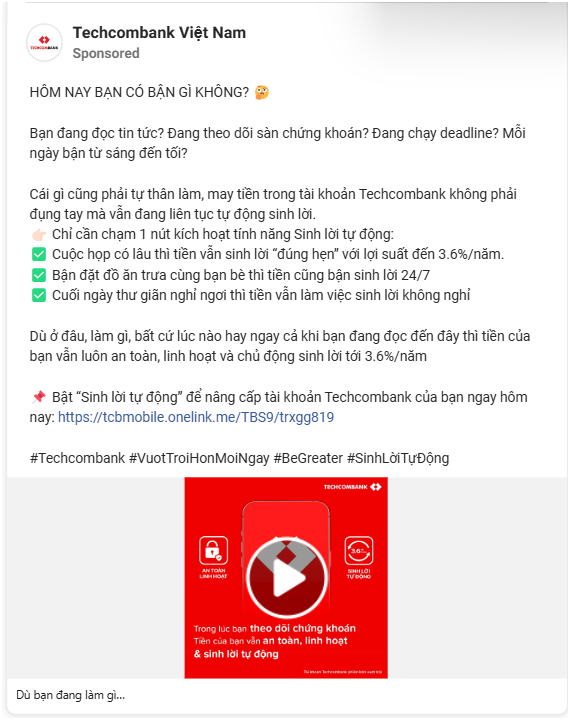 TECHCOMBANK
Techcombank Việt Nam
Sponsored
HÔM NAY BẠN CÓ BẬN GÌ KHÔNG? 🤔
Bạn đang đọc tin tức? Đang theo dõi sàn chứng khoán? Đang chạy deadline? Mỗi
ngày bận từ sáng đến tối?
Cái gì cũng phải tự thân làm, may tiền trong tài khoản Techcombank không phải
đụng tay mà vẫn đang liên tục tự động sinh lời.
👉🏻 Chỉ cần chạm 1 nút kích hoạt tính năng Sinh lời tự động:
✅ Cuộc họp có lâu thì tiền vẫn sinh lời “đúng hẹn” với lợi suất đến 3.6%/năm.
✅ Bận đặt đồ ăn trưa cùng bạn bè thì tiền cũng bận sinh lời 24/7
✅ Cuối ngày thư giãn nghỉ ngơi thì tiền vẫn làm việc sinh lời không nghỉ
Dù ở đâu, làm gì, bất cứ lúc nào hay ngay cả khi bạn đang đọc đến đây thì tiền của
bạn vẫn luôn an toàn, linh hoạt và chủ động sinh lời tới 3.6%/năm
📌 Bật “Sinh lời tự động” để nâng cấp tài khoản Techcombank của bạn ngay hôm
nay: https://tcbmobile.onelink.me/TBS9/trxgg819
#Techcombank #VuotTroiHonMoiNgay #BeGreater #SinhLờiTựĐộng
TECHCOMBANK
AN TOÀN
LINH HOẠT
3.6%
SINH LỜI
TỰ ĐỘNG
Trong lúc bạn theo dõi chứng khoán
Tiền của bạn vẫn an toàn, linh hoạt
& sinh lời tự động
Dù bạn đang làm gì...